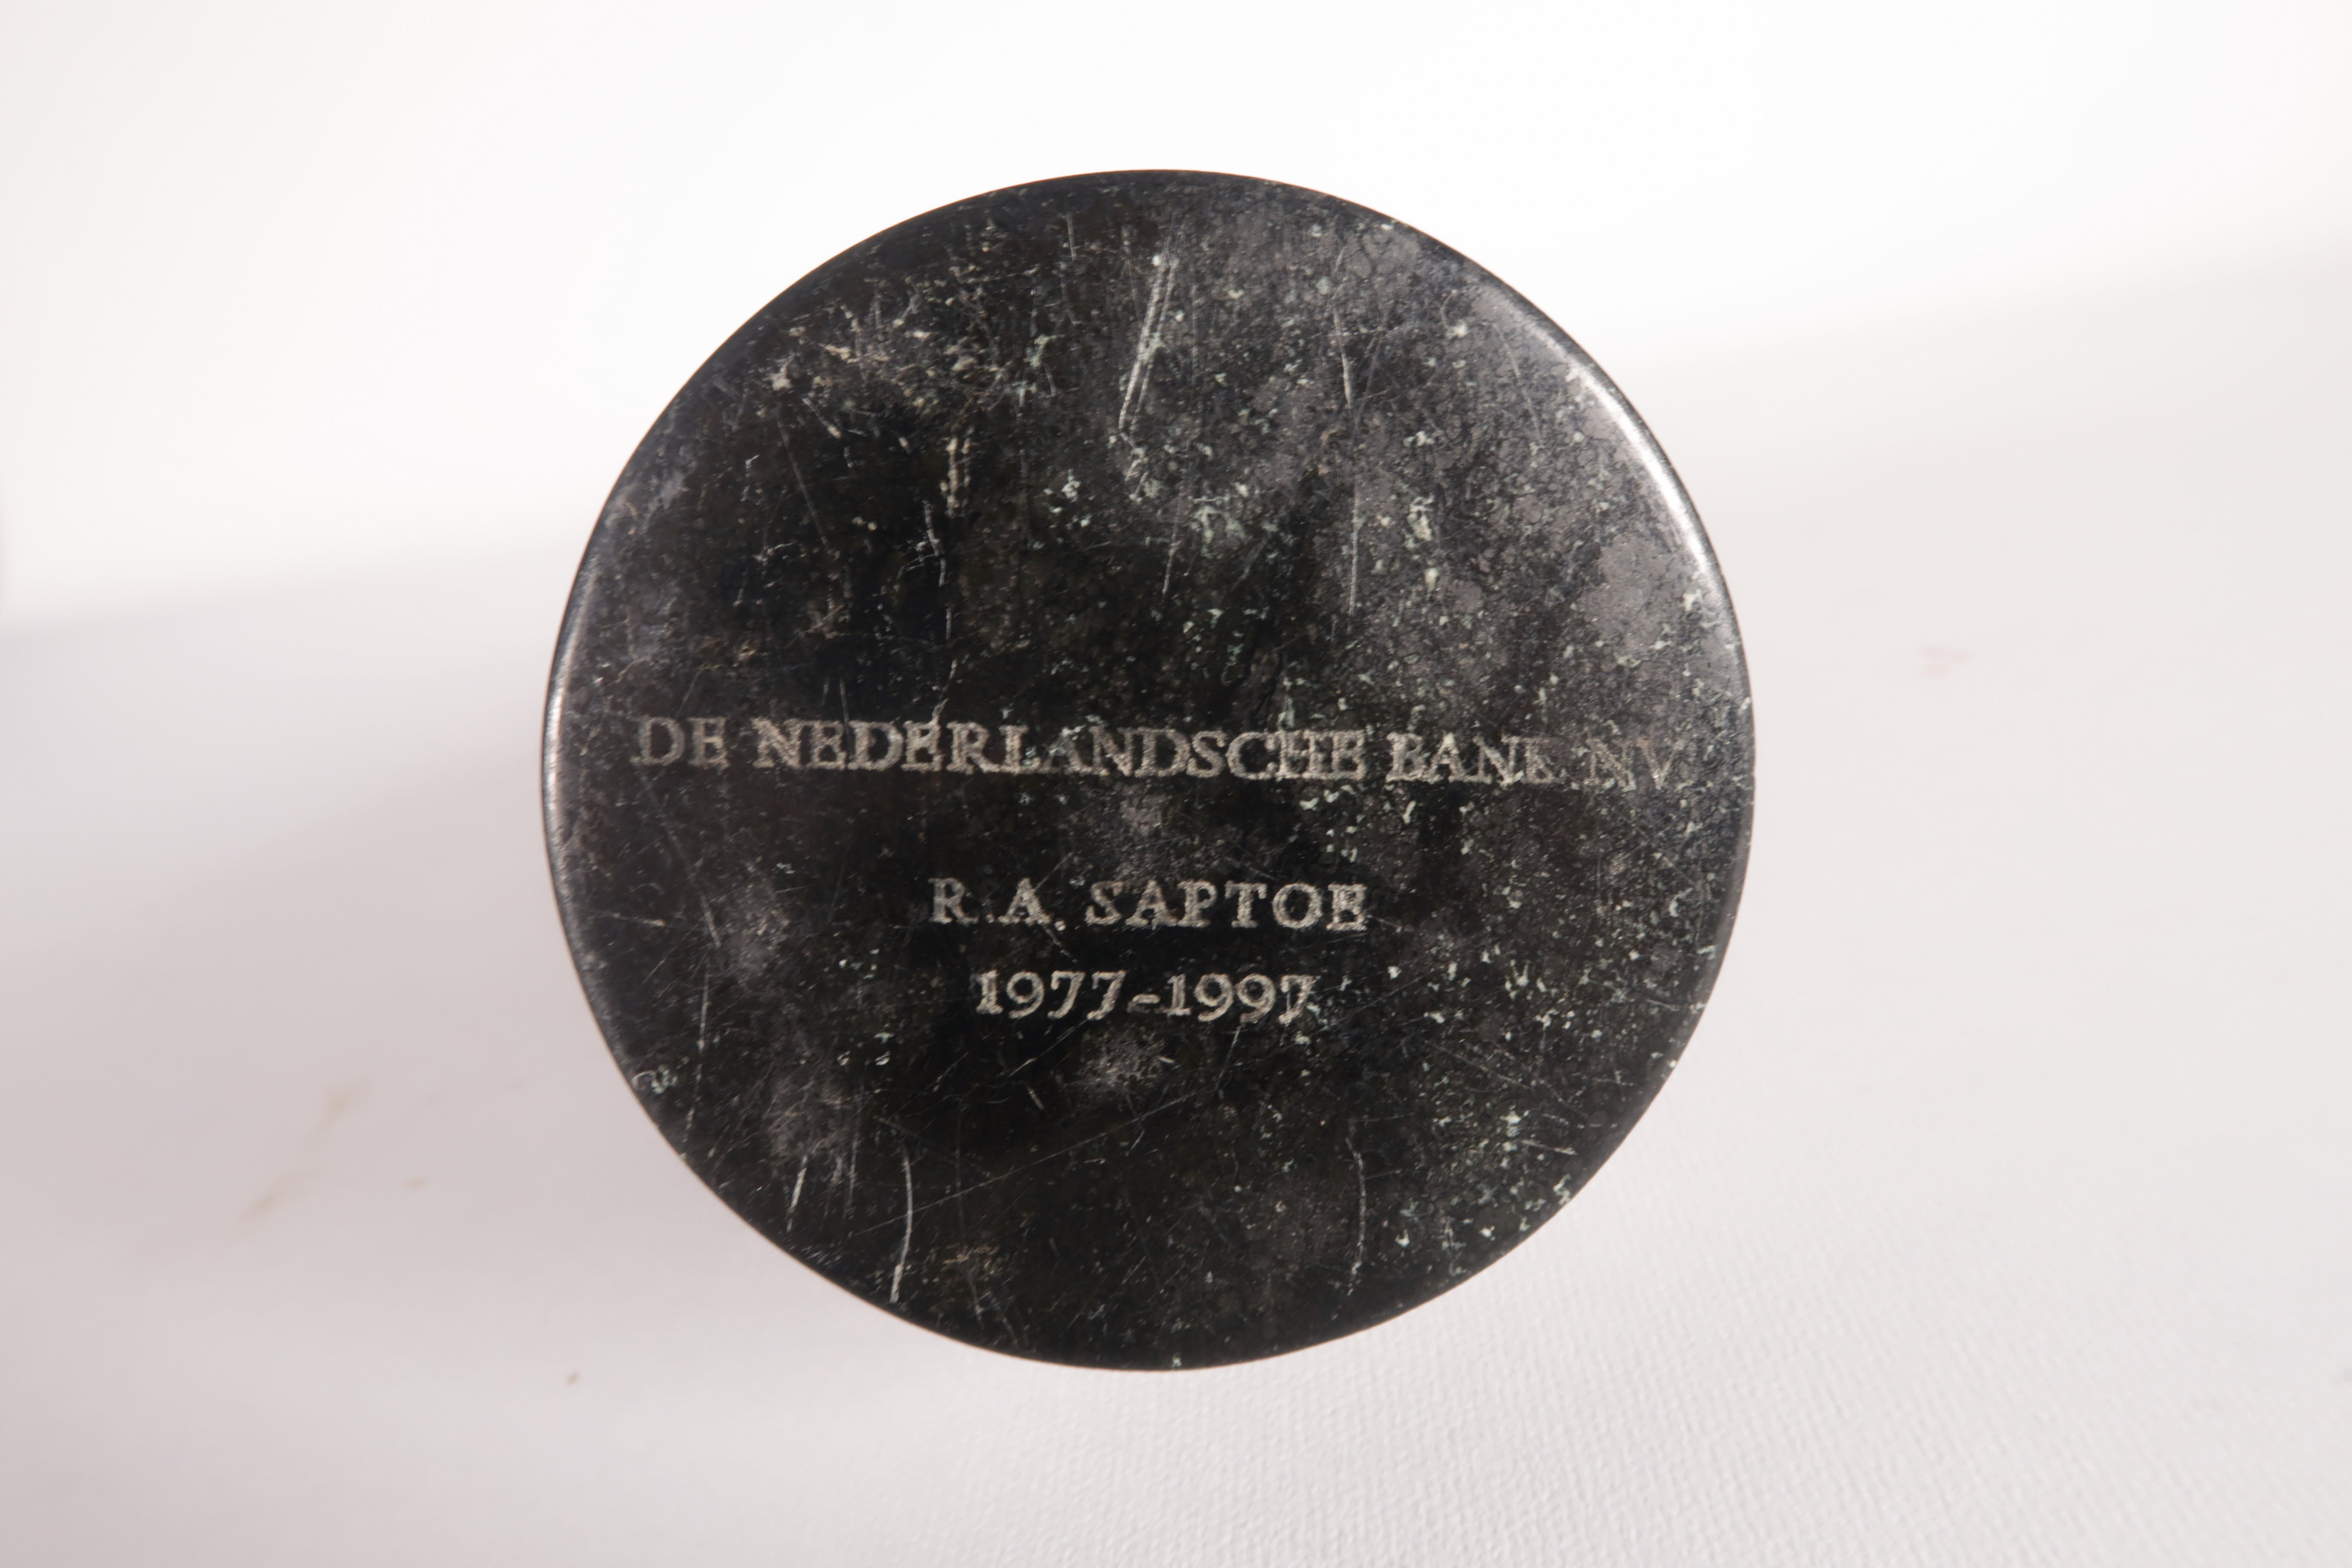 DE NEDERLANDSCHE BANK NV
R.A. SAPTOE
1977-1997